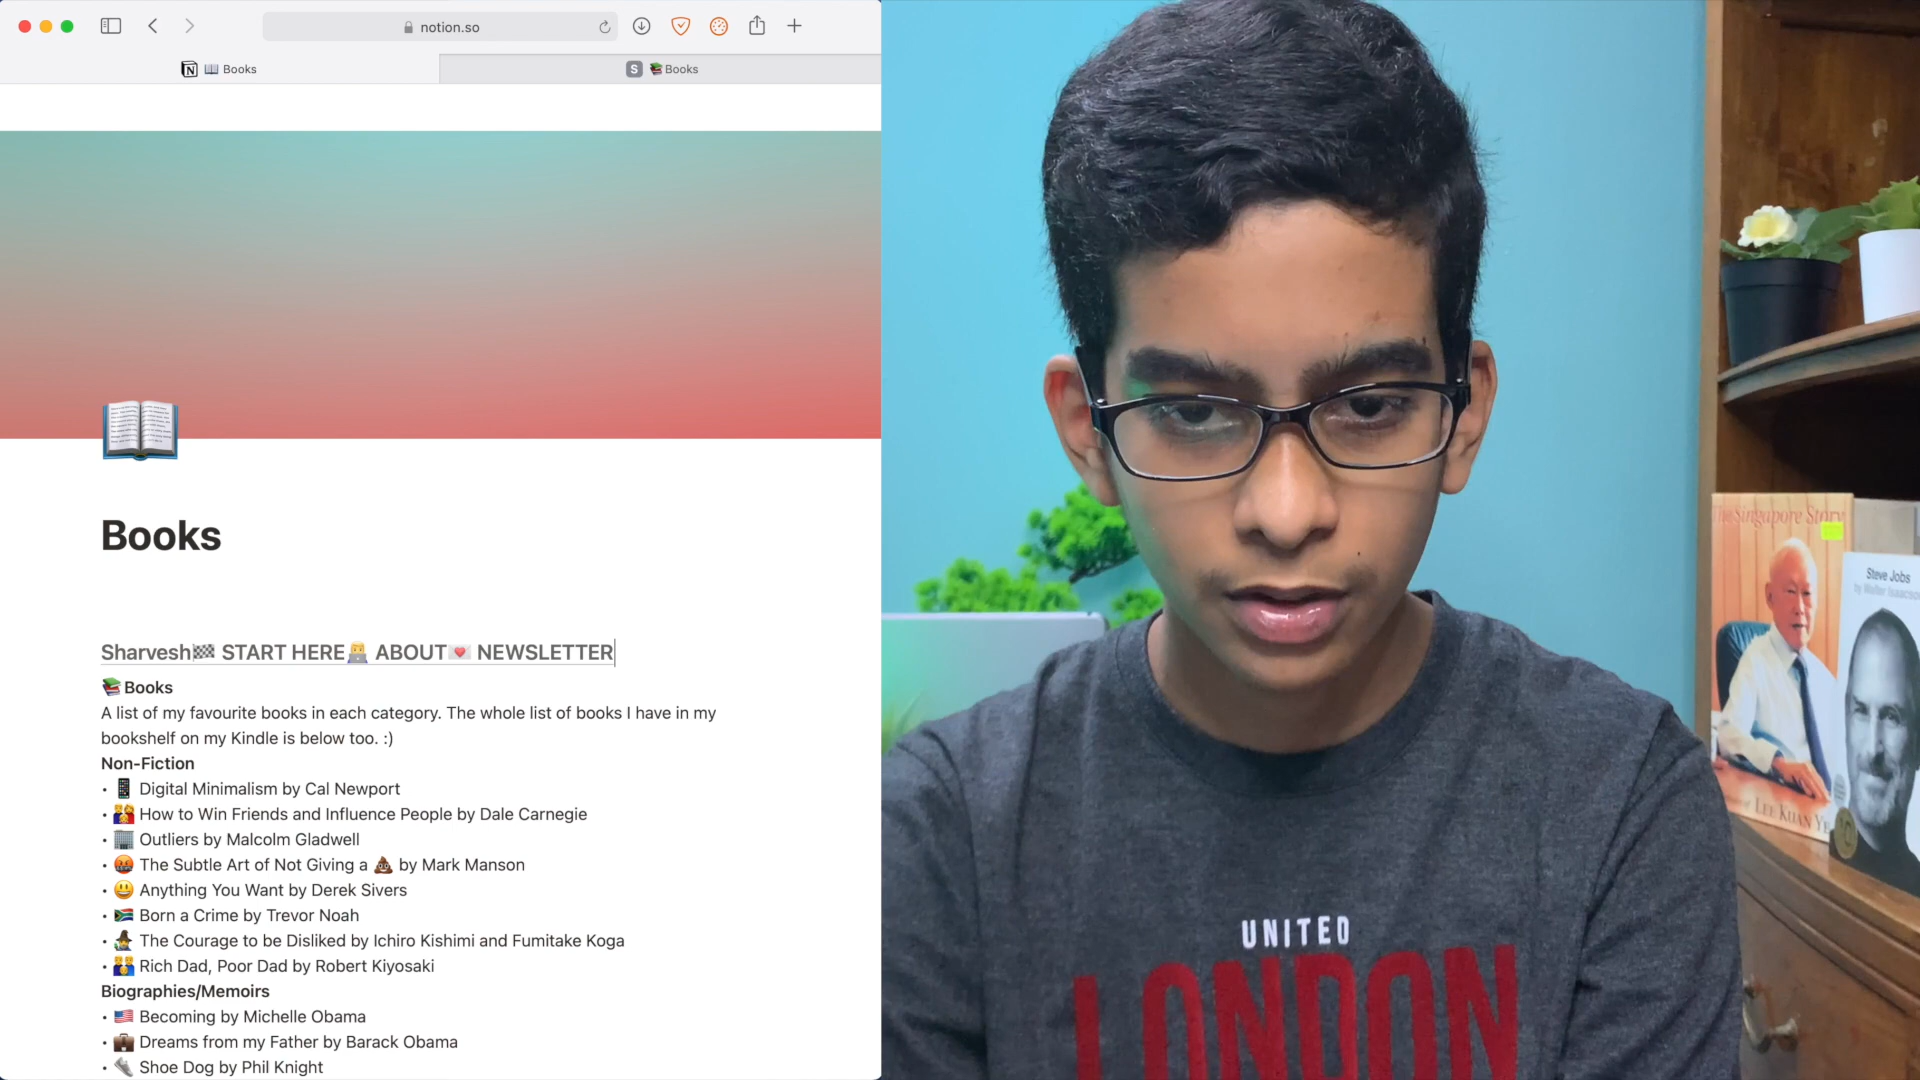 notion.so
Books
S Books
Books
Sharvesh🏁 START HERE👨‍💻 ABOUT💌 NEWSLETTER
📚Books
A list of my favourite books in each category. The whole list of books I have in my
bookshelf on my Kindle is below too. :)
Non-Fiction
• 📱 Digital Minimalism by Cal Newport
• 👫 How to Win Friends and Influence People by Dale Carnegie
• 🏢 Outliers by Malcolm Gladwell
• 🤬 The Subtle Art of Not Giving a 💩 by Mark Manson
• 😃 Anything You Want by Derek Sivers
• 🇿🇦 Born a Crime by Trevor Noah
• The Courage to be Disliked by Ichiro Kishimi and Fumitake Koga
• Rich Dad, Poor Dad by Robert Kiyosaki
Biographies/Memoirs
• 🇺🇸 Becoming by Michelle Obama
• 💼 Dreams from my Father by Barack Obama
• 👟 Shoe Dog by Phil Knight
The Singapore Story
LEE KUAN
Steve Jobs
by Walter Isaacson
UNITED
LONDON